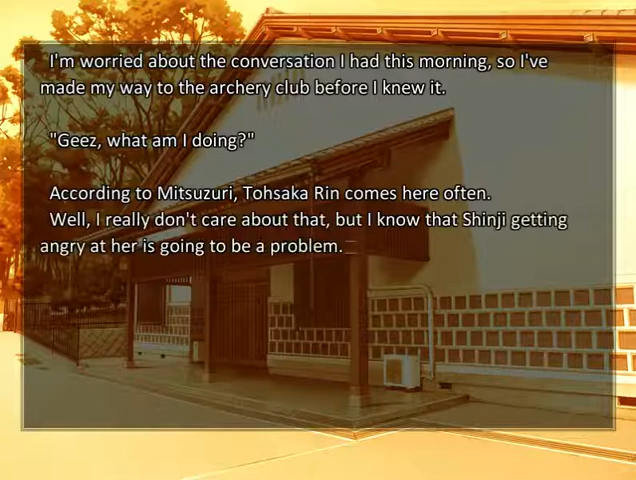 I'm worried about the conversation I had this morning, so I've
made my way to the archery club before I knew it.
"Geez, what am I doing?"
According to Mitsuzuri, Tohsaka Rin comes here often.
Well, I really don't care about that, but I know that Shinji getting
angry at her is going to be a problem.